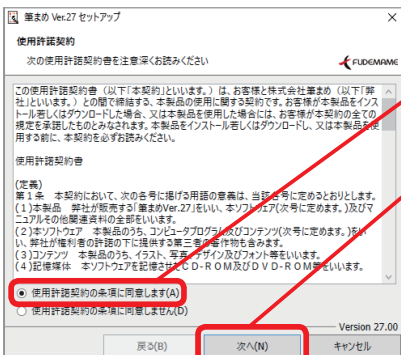 筆まめ Ver.27 セットアップ
使用許諾契約
次の使用許諾契約書を注意深くお読みください
FUDEMAME
この使用許諾契約書（以下「本契約」といいます。）は、お客様と株式会社筆まめ（以下「弊
社」といいます。）との間で締結する、本製品の使用に関する契約です。お客様が本製品をインス
トール若しくはダウンロードした場合、又は本製品を使用した場合には、お客様が本契約の全ての
規定を承諾したものとみなされます。本製品をインストール若しくはダウンロードし、又は本製品を使
用する前に、本契約を必ずお読みください。
使用許諾契約書
(定義)
第１条　本契約において、次の各号に掲げる用語の意義は、当該各号に定めるとおりとします。
(１)本製品　弊社が販売する「筆まめVer.27」をいい、本ソフトウェア(次号に定めます。)及びマ
ニュアルその他関連資料の全部をいいます。
(２)本ソフトウェア　本製品のうち、コンピュータプログラム及びコンテンツ(次号に定めます。)をい
い、弊社が権利者の許諾の下に提供する第三者の著作物も含みます。
(３)コンテンツ　本製品のうち、イラスト、写真、デザイン及びフォント等をいいます。
(４)記憶媒体　本ソフトウェアを記憶させたＣＤ-ＲＯＭ及びＤＶＤ-ＲＯＭ等をいいます。
使用許諾契約の条項に同意します(A)
使用許諾契約の条項に同意しません(D)
Version 27.00
戻る(B)
次へ(N)
キャンセル